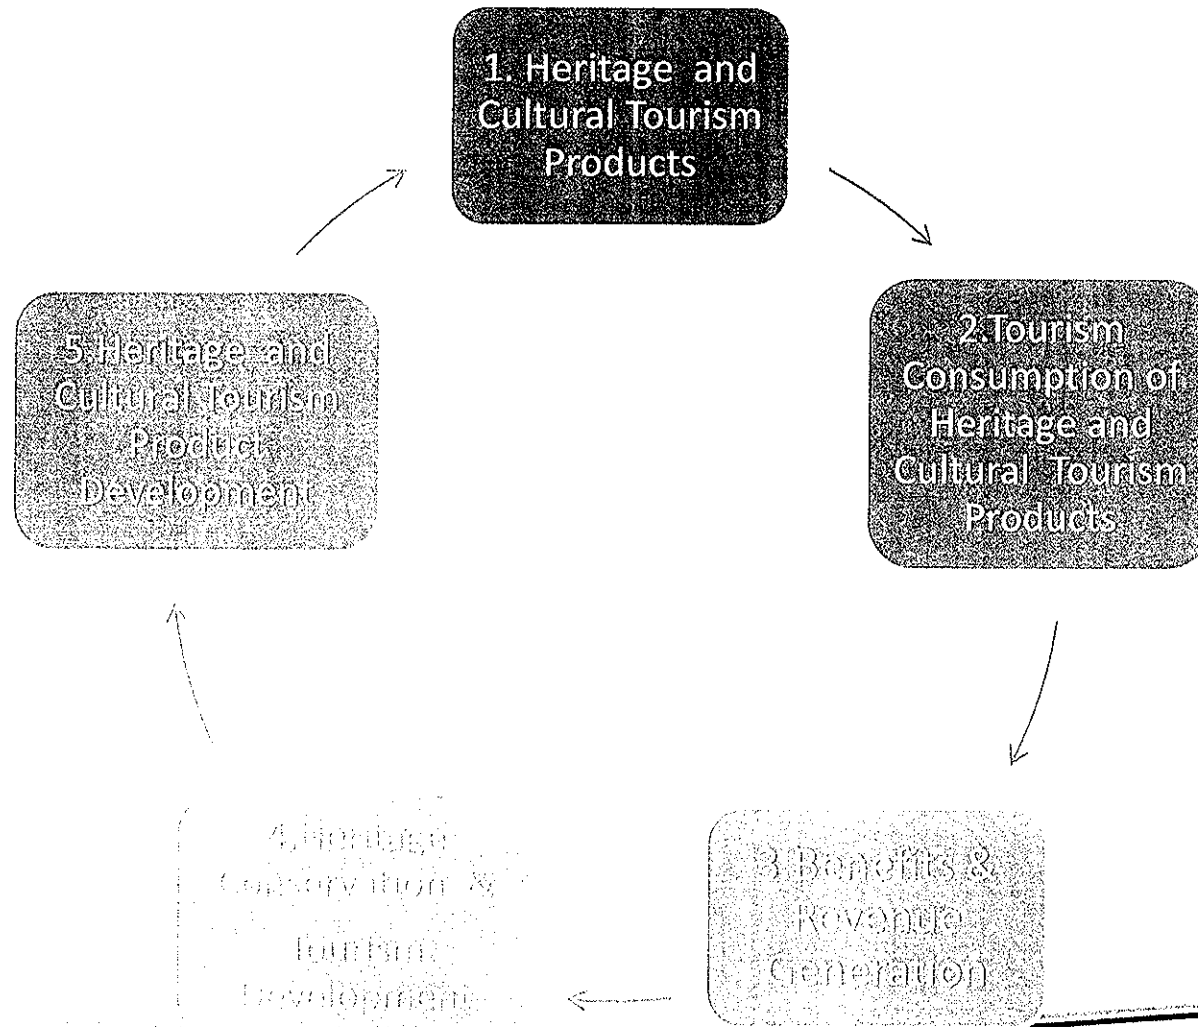 1. Heritage and
Cultural Tourism
Products
2.Tourism
Consumption of
Heritage and
Cultural Tourism
Products
3.Benefits &
Revenue
Generation
4.Heritage
Conservation &
Tourism
Development
5.Heritage and
Cultural Tourism
Product
Development